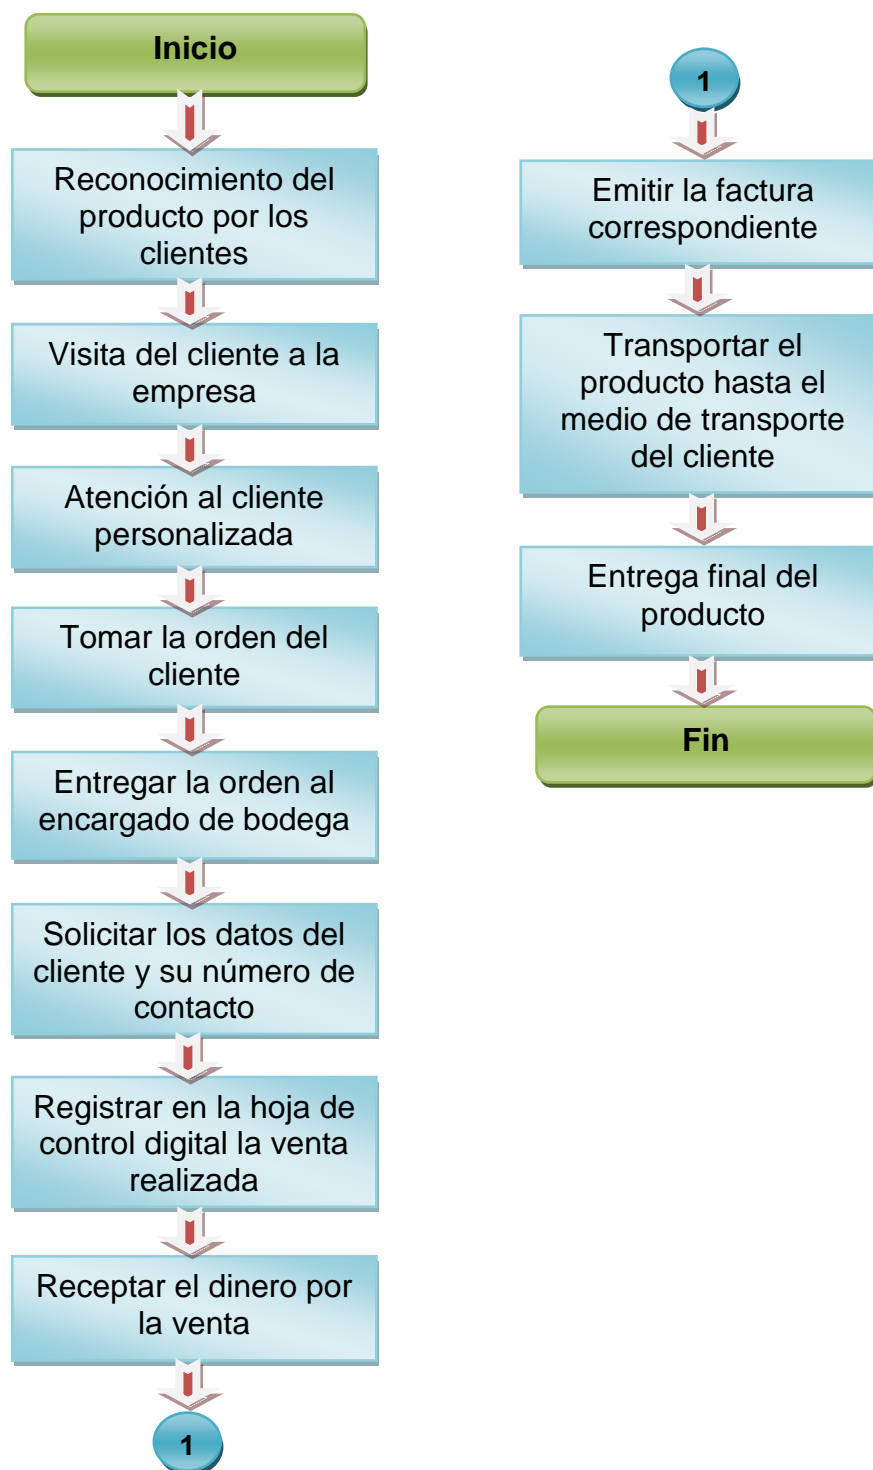 Inicio
Reconocimiento del
producto por los
clientes
Visita del cliente a la
empresa
Atención al cliente
personalizada
Tomar la orden del
cliente
Entregar la orden al
encargado de bodega
Solicitar los datos del
cliente y su número de
contacto
Registrar en la hoja de
control digital la venta
realizada
Receptar el dinero por
la venta
1
1
Emitir la factura
correspondiente
Transportar el
producto hasta el
medio de transporte
del cliente
Entrega final del
producto
Fin